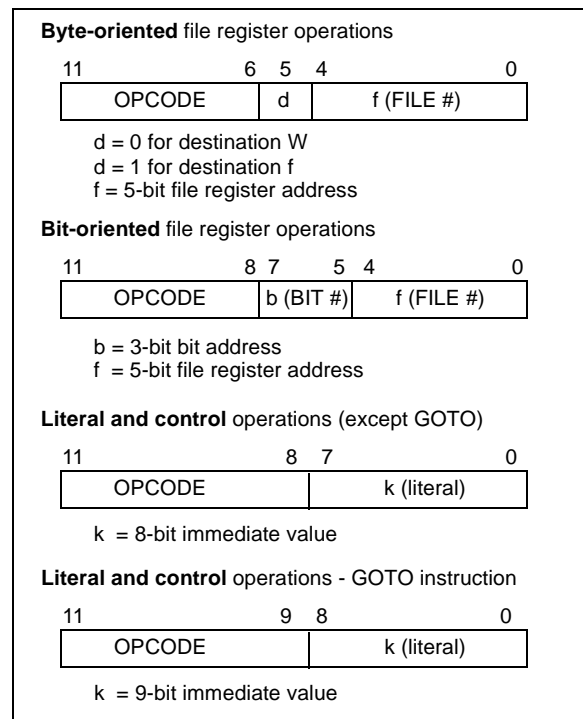 Byte-oriented file register operations
11 6 5 4 0
OPCODE d f (FILE #)
d = 0 for destination W
d = 1 for destination f
f = 5-bit file register address
Bit-oriented file register operations
11 8 7 5 4 0
OPCODE b (BIT #) f (FILE #)
b = 3-bit bit address
f = 5-bit file register address
Literal and control operations (except GOTO)
11 8 7 0
OPCODE k (literal)
k = 8-bit immediate value
Literal and control operations - GOTO instruction
11 9 8 0
OPCODE k (literal)
k = 9-bit immediate value